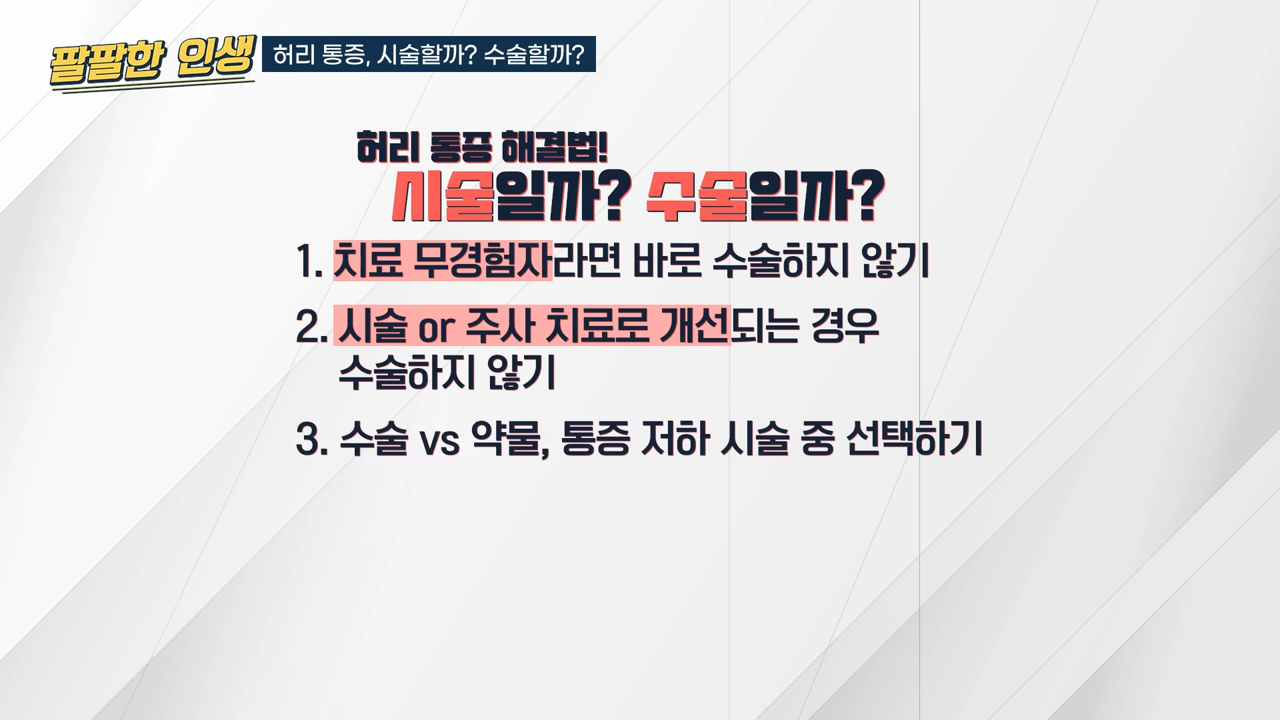 팔팔한 인생
허리 통증, 시술할까? 수술할까?
허리 통증 해결법!
시술일까? 수술일까?
1. 치료 무경험자라면 바로 수술하지 않기
2. 시술 or 주사 치료로 개선되는 경우
수술하지 않기
3. 수술 vs 약물, 통증 저하 시술 중 선택하기